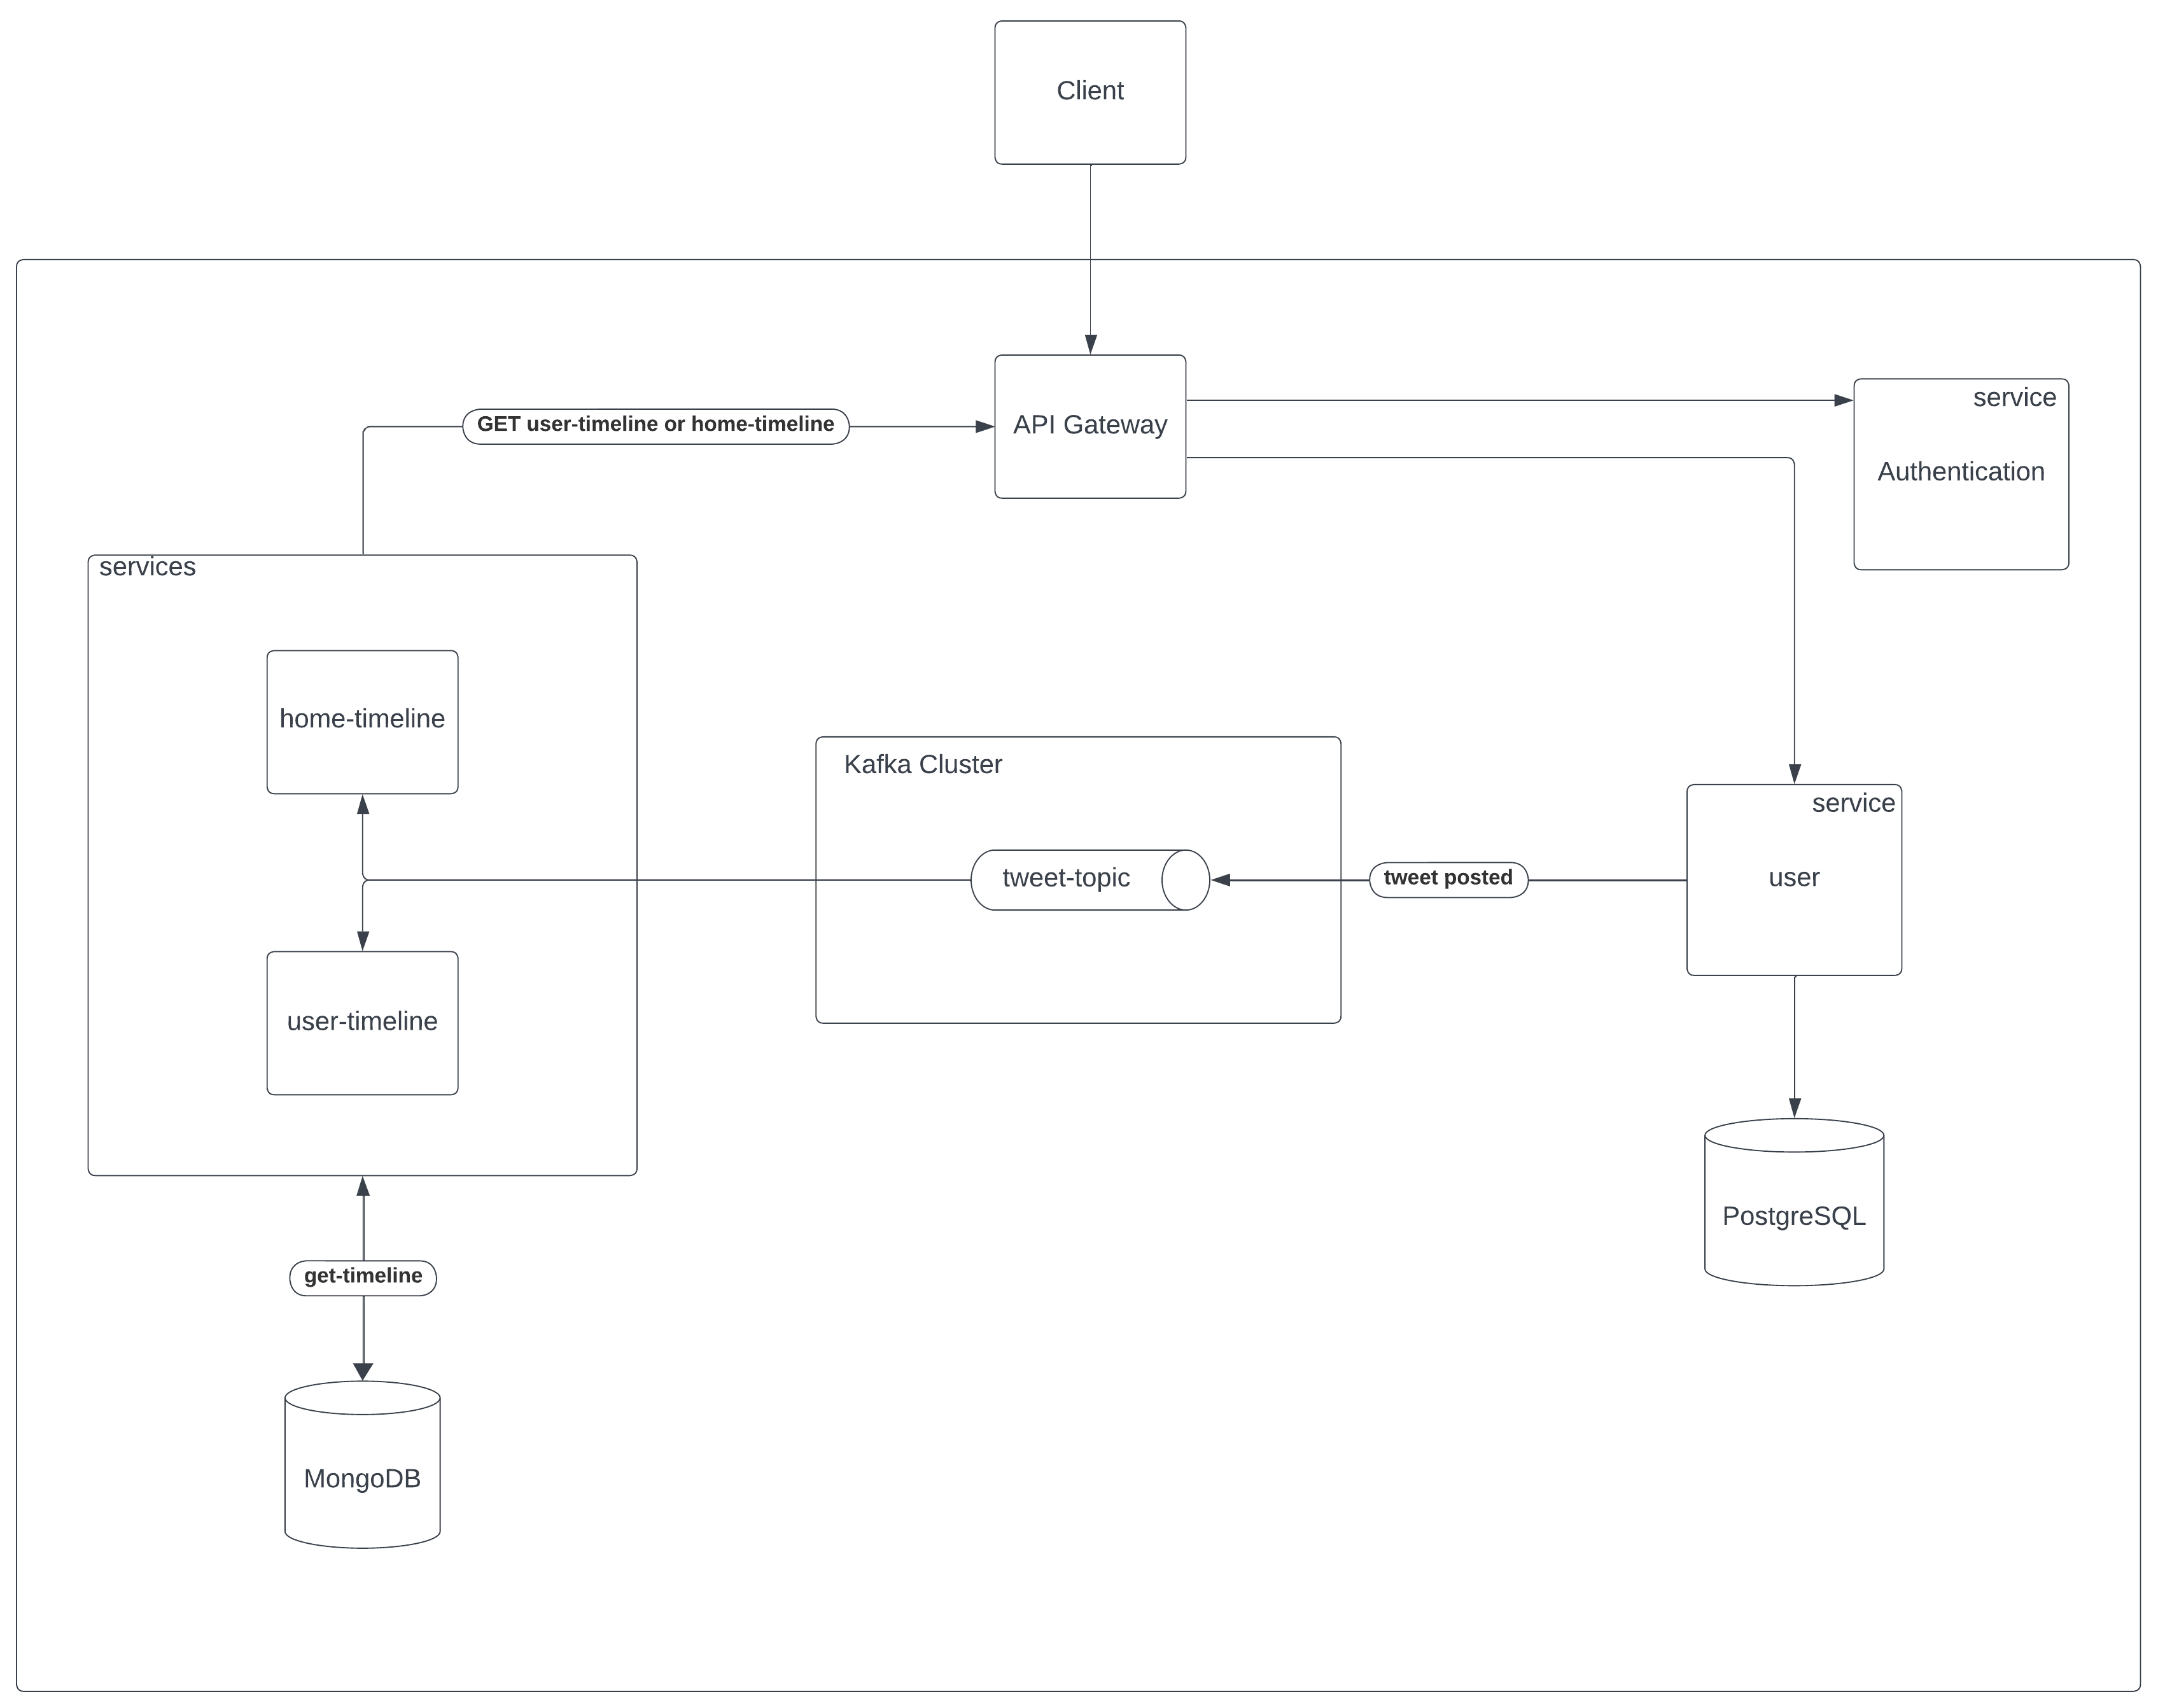 Client
API Gateway
GET user-timeline or home-timeline
service
Authentication
services
home-timeline
user-timeline
Kafka Cluster
tweet-topic
tweet posted
service
user
PostgreSQL
get-timeline
MongoDB